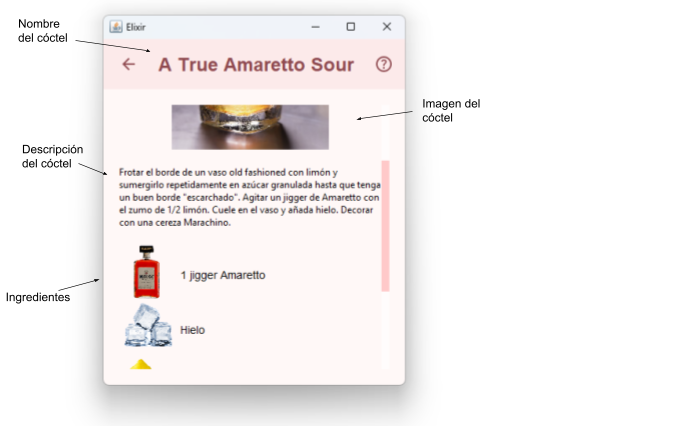 Nombre
del cóctel
Elixir
A True Amaretto Sour
Imagen del
cóctel
Descripción
del cóctel
Frotar el borde de un vaso old fashioned con limón y
sumergirlo repetidamente en azúcar granulada hasta que tenga
un buen borde "escarchado". Agitar un jigger de Amaretto con
el zumo de 1/2 limón. Cuele en el vaso y añada hielo. Decorar
con una cereza Marachino.
Ingredientes
1 jigger Amaretto
Hielo